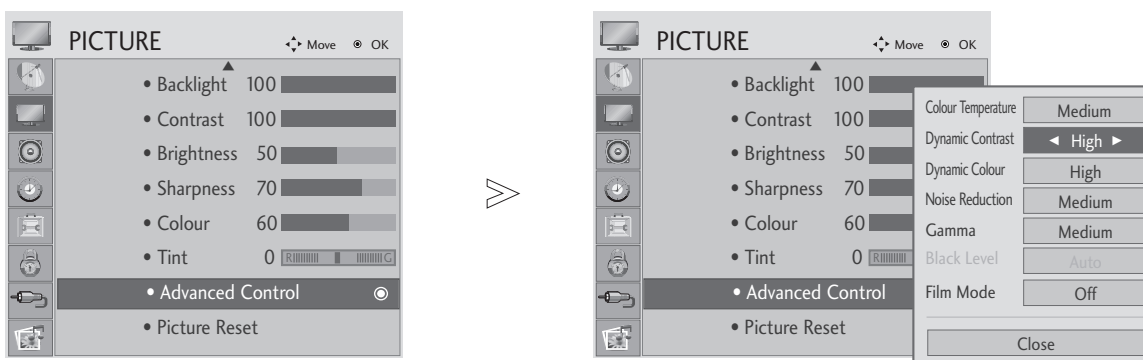 PICTURE Move OK
• Backlight 100
• Contrast 100
• Brightness 50
• Sharpness 70
• Colour 60
• Tint 0 R G
• Advanced Control
• Picture Reset
>
PICTURE Move OK
• Backlight 100
• Contrast 100
• Brightness 50
• Sharpness 70
• Colour 60
• Tint 0 R
• Advanced Control
• Picture Reset
Colour Temperature Medium
Dynamic Contrast ◄ High ►
Dynamic Colour High
Noise Reduction Medium
Gamma Medium
Black Level Auto
Film Mode Off
Close